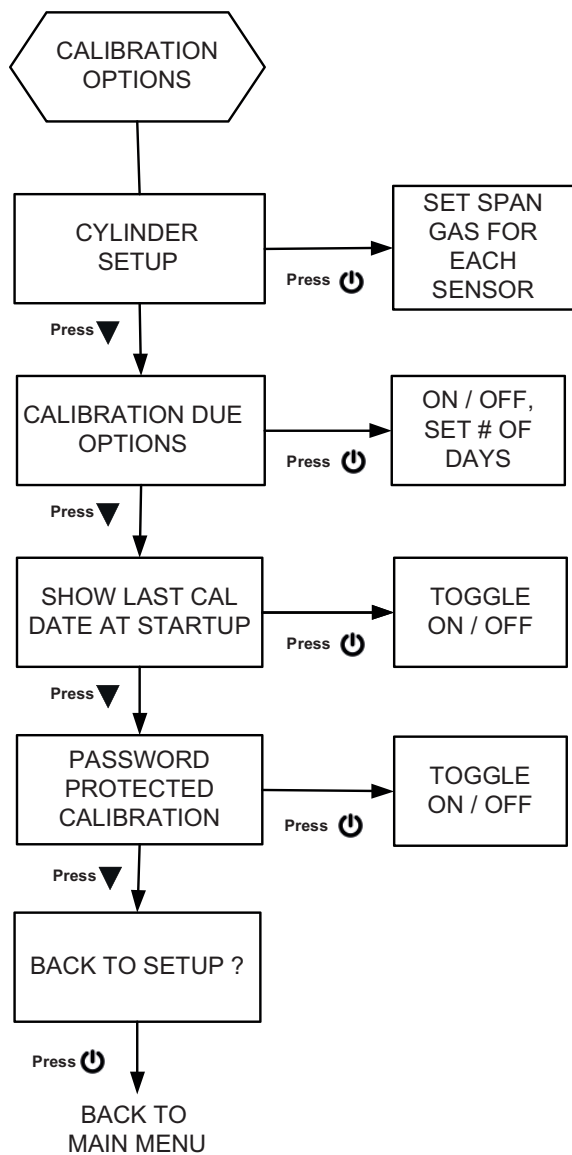 CALIBRATION
OPTIONS
CYLINDER
SETUP
Press
SET SPAN
GAS FOR
EACH
SENSOR
Press
CALIBRATION DUE
OPTIONS
Press
ON / OFF,
SET # OF
DAYS
Press
SHOW LAST CAL
DATE AT STARTUP
Press
TOGGLE
ON / OFF
Press
PASSWORD
PROTECTED
CALIBRATION
Press
TOGGLE
ON / OFF
Press
BACK TO SETUP ?
Press
BACK TO
MAIN MENU